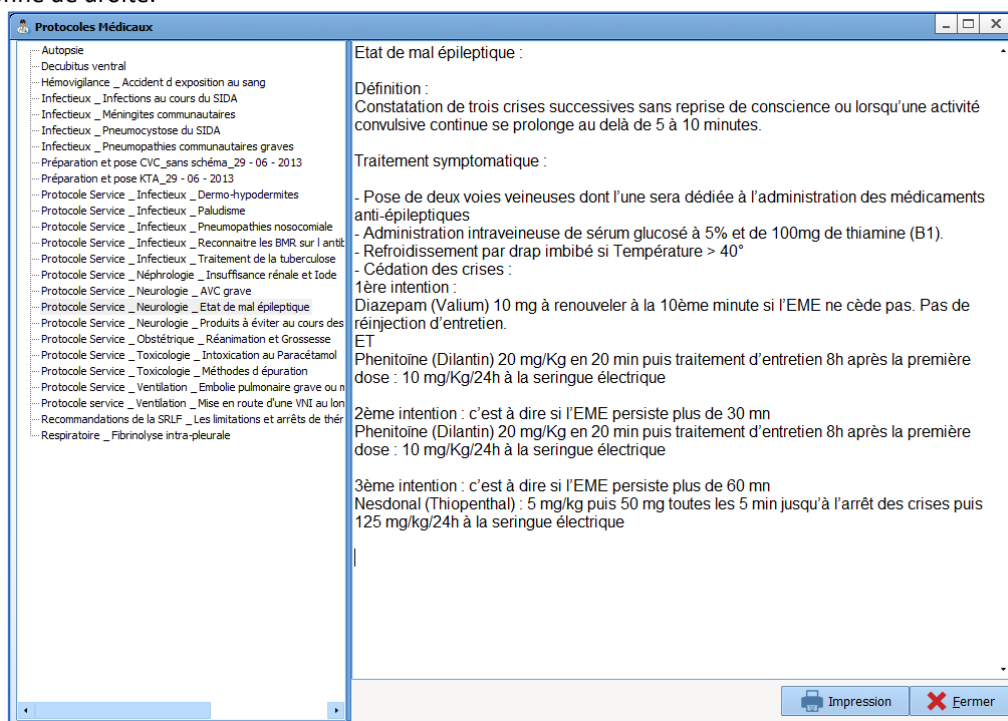 Protocoles Médicaux
Autopsie
Decubitus ventral
Hémovigilance _ Accident d exposition au sang
Infectieux _ Infections au cours du SIDA
Infectieux _ Méningites communautaires
Infectieux _ Pneumocystose du SIDA
Infectieux _ Pneumopathies communautaires graves
Préparation et pose CVC_sans schéma_29 - 06 - 2013
Préparation et pose KTA_29 - 06 - 2013
Protocole Service _ Infectieux _ Dermo-hypodermites
Protocole Service _ Infectieux _ Paludisme
Protocole Service _ Infectieux _ Pneumopathies nosocomiale
Protocole Service _ Infectieux _ Reconnaitre les BMR sur l antib
Protocole Service _ Infectieux _ Traitement de la tuberculose
Protocole Service _ Néphrologie _ Insuffisance rénale et Iode
Protocole Service _ Neurologie _ AVC grave
Protocole Service _ Neurologie _ Etat de mal épileptique
Protocole Service _ Neurologie _ Produits à éviter au cours des
Protocole Service _ Obstétrique _ Réanimation et Grossesse
Protocole Service _ Toxicologie _ Intoxication au Paracétamol
Protocole Service _ Toxicologie _ Méthodes d épuration
Protocole Service _ Ventilation _ Embolie pulmonaire grave ou n
Protocole service _ Ventilation _ Mise en route d'une VNI au lon
Recommandations de la SRLF _ Les limitations et arrêts de thér
Respiratoire _ Fibrinolyse intra-pleurale
Etat de mal épileptique :
Définition :
Constatation de trois crises successives sans reprise de conscience ou lorsqu’une activité
convulsive continue se prolonge au delà de 5 à 10 minutes.
Traitement symptomatique :
- Pose de deux voies veineuses dont l’une sera dédiée à l’administration des médicaments
anti-épileptiques
- Administration intraveineuse de sérum glucosé à 5% et de 100mg de thiamine (B1).
- Refroidissement par drap imbibé si Température > 40°
- Cédation des crises :
1ère intention :
Diazepam (Valium) 10 mg à renouveler à la 10ème minute si l’EME ne cède pas. Pas de
réinjection d’entretien.
ET
Phenitoïne (Dilantin) 20 mg/Kg en 20 min puis traitement d’entretien 8h après la première
dose : 10 mg/Kg/24h à la seringue électrique
2ème intention : c’est à dire si l’EME persiste plus de 30 mn
Phenitoïne (Dilantin) 20 mg/Kg en 20 min puis traitement d’entretien 8h après la première
dose : 10 mg/Kg/24h à la seringue électrique
3ème intention : c’est à dire si l’EME persiste plus de 60 mn
Nesdonal (Thiopenthal) : 5 mg/kg puis 50 mg toutes les 5 min jusqu’à l’arrêt des crises puis
125 mg/kg/24h à la seringue électrique
Impression
Fermer